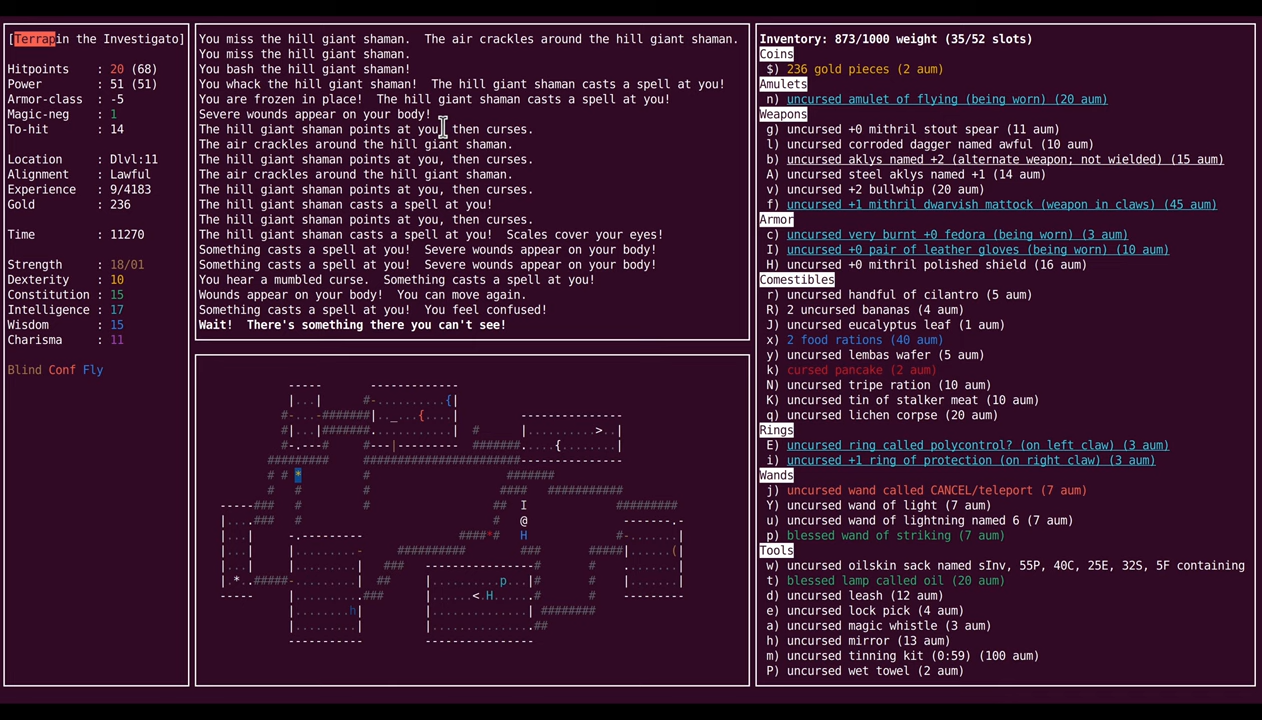 [Terrapin the Investigato]
Hitpoints : 20 (68)
Power : 51 (51)
Armor-class : -5
Magic-neg : 1
To-hit : 14
Location : Dlvl:11
Alignment : Lawful
Experience : 9/4183
Gold : 236
Time : 11270
Strength : 18/01
Dexterity : 10
Constitution : 15
Intelligence : 17
Wisdom : 15
Charisma : 11
Blind Conf Fly
You miss the hill giant shaman.  The air crackles around the hill giant shaman.
You miss the hill giant shaman.
You bash the hill giant shaman!
You whack the hill giant shaman!  The hill giant shaman casts a spell at you!
You are frozen in place!  The hill giant shaman casts a spell at you!
Severe wounds appear on your body!
The hill giant shaman points at you, then curses.
The air crackles around the hill giant shaman.
The hill giant shaman points at you, then curses.
The air crackles around the hill giant shaman.
The hill giant shaman points at you, then curses.
The hill giant shaman casts a spell at you!
The hill giant shaman points at you, then curses.
The hill giant shaman casts a spell at you!  Scales cover your eyes!
Something casts a spell at you!  Severe wounds appear on your body!
Something casts a spell at you!  Severe wounds appear on your body!
You hear a mumbled curse.  Something casts a spell at you!
Wounds appear on your body!  You can move again.
Something casts a spell at you!  You feel confused!
Wait!  There's something there you can't see!
Inventory: 873/1000 weight (35/52 slots)
Coins
$) 236 gold pieces (2 aum)
Amulets
n) uncursed amulet of flying (being worn) (20 aum)
Weapons
g) uncursed +0 mithril stout spear (11 aum)
l) uncursed corroded dagger named awful (10 aum)
b) uncursed aklys named +2 (alternate weapon; not wielded) (15 aum)
A) uncursed steel aklys named +1 (14 aum)
v) uncursed +2 bullwhip (20 aum)
f) uncursed +1 mithril dwarvish mattock (weapon in claws) (45 aum)
Armor
c) uncursed very burnt +0 fedora (being worn) (3 aum)
I) uncursed +0 pair of leather gloves (being worn) (10 aum)
H) uncursed +0 mithril polished shield (16 aum)
Comestibles
r) uncursed handful of cilantro (5 aum)
R) 2 uncursed bananas (4 aum)
J) uncursed eucalyptus leaf (1 aum)
x) 2 food rations (40 aum)
y) uncursed lembas wafer (5 aum)
k) cursed pancake (2 aum)
N) uncursed tripe ration (10 aum)
K) uncursed tin of stalker meat (10 aum)
q) uncursed lichen corpse (20 aum)
Rings
E) uncursed ring called polycontrol? (on left claw) (3 aum)
i) uncursed +1 ring of protection (on right claw) (3 aum)
Wands
j) uncursed wand called CANCEL/teleport (7 aum)
Y) uncursed wand of light (7 aum)
u) uncursed wand of lightning named 6 (7 aum)
p) blessed wand of striking (7 aum)
Tools
w) uncursed oilskin sack named sInv, 55P, 40C, 25E, 32S, 5F containing
t) blessed lamp called oil (20 aum)
d) uncursed leash (12 aum)
e) uncursed lock pick (4 aum)
a) uncursed magic whistle (3 aum)
h) uncursed mirror (13 aum)
m) uncursed tinning kit (0:59) (100 aum)
P) uncursed wet towel (2 aum)